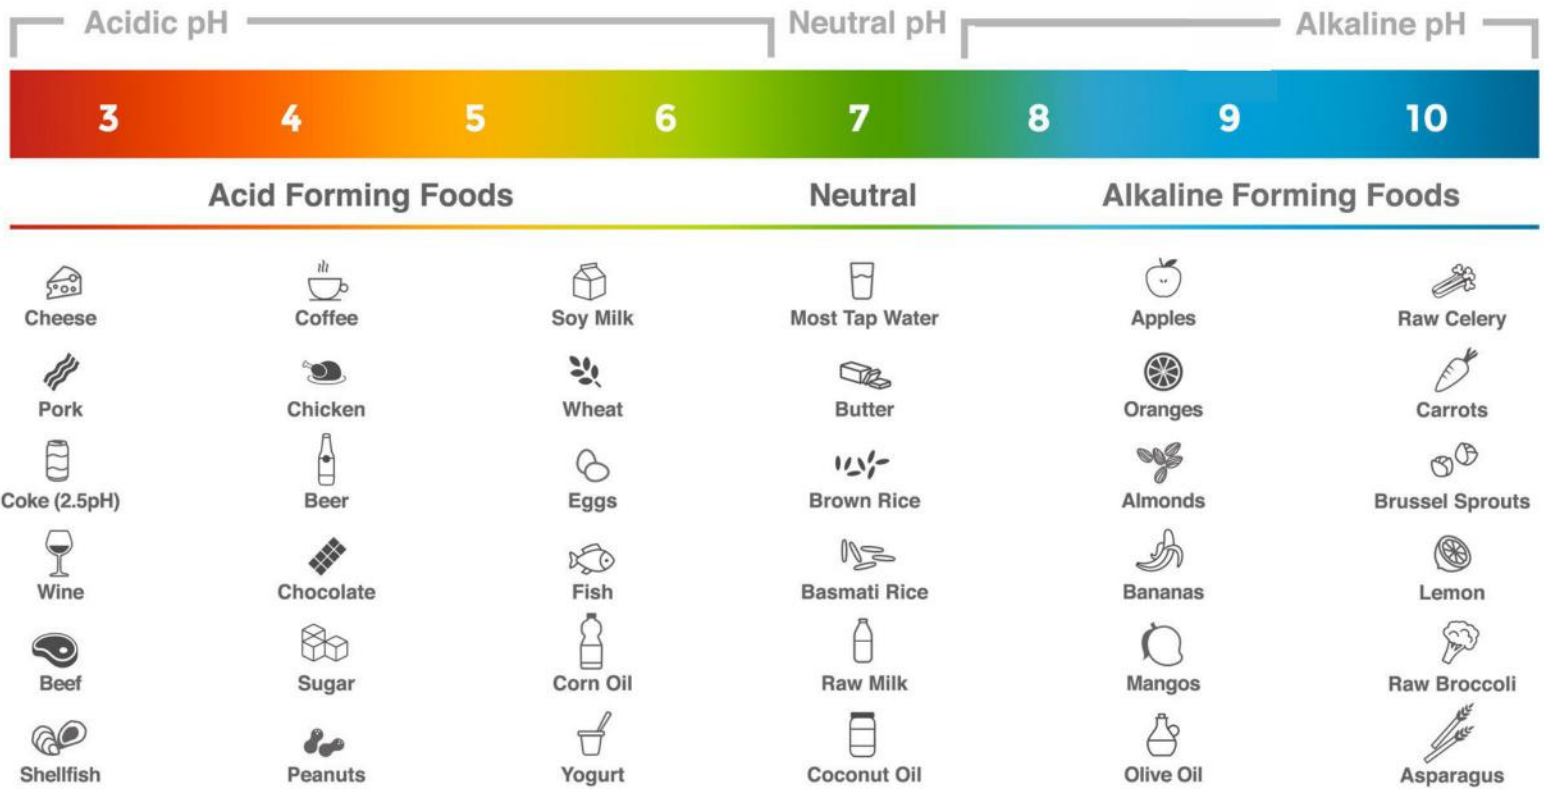 Acidic pH Neutral pH Alkaline pH
3 4 5 6 7 8 9 10
Acid Forming Foods Neutral Alkaline Forming Foods
Cheese Coffee Soy Milk Most Tap Water Apples Raw Celery
Pork Chicken Wheat Butter Oranges Carrots
Coke (2.5pH) Beer Eggs Brown Rice Almonds Brussel Sprouts
Wine Chocolate Fish Basmati Rice Bananas Lemon
Beef Sugar Corn Oil Raw Milk Mangos Raw Broccoli
Shellfish Peanuts Yogurt Coconut Oil Olive Oil Asparagus